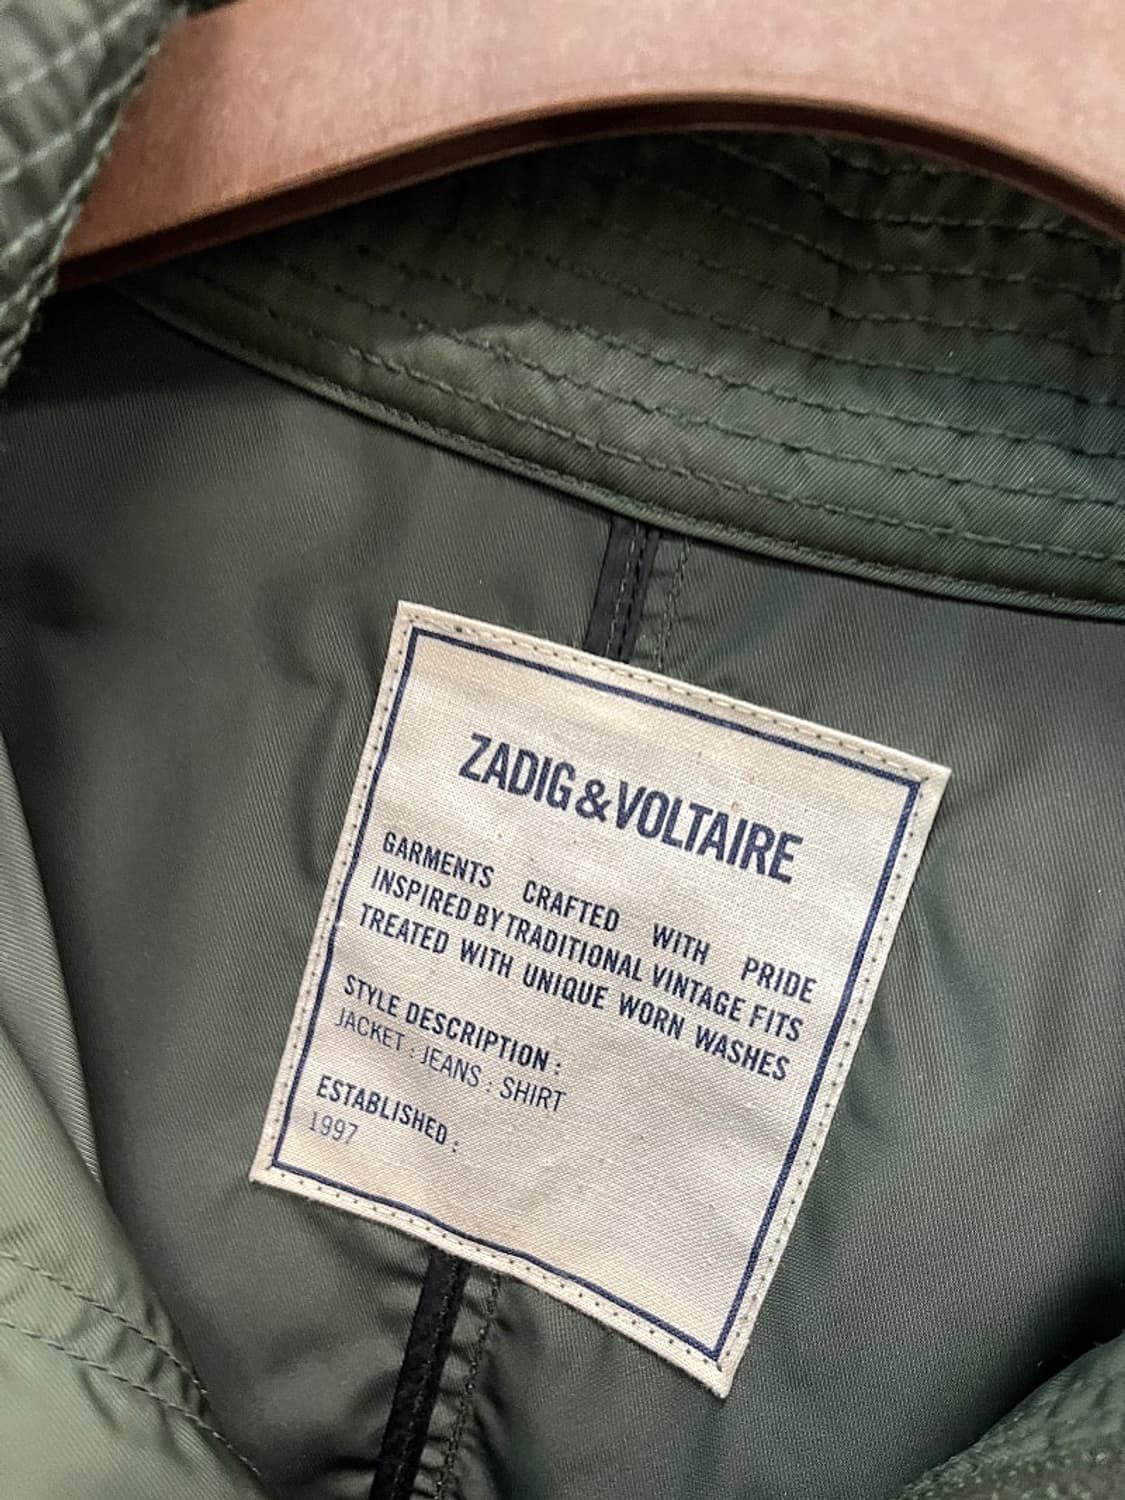 ZADIG&VOLTAIRE
GARMENTS CRAFTED WITH PRIDE
INSPIRED BY TRADITIONAL VINTAGE FITS
TREATED WITH UNIQUE WORN WASHES
STYLE DESCRIPTION :
JACKET : JEANS : SHIRT
ESTABLISHED :
1997